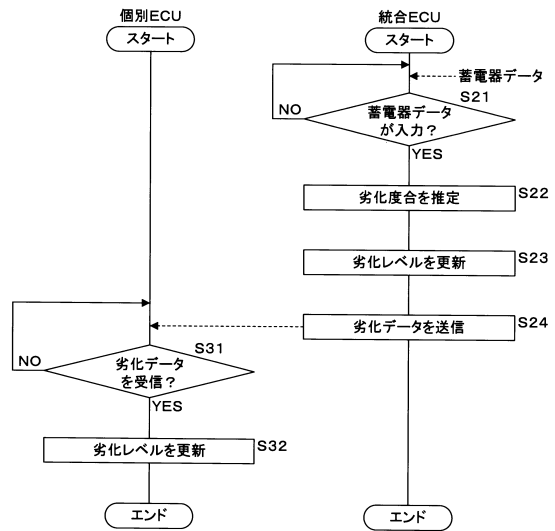 個別ECU
統合ECU
スタート
スタート
蓄電器データ
S21
蓄電器データ
が入力？
NO
YES
劣化度合を推定
S22
劣化レベルを更新
S23
劣化データを送信
S24
S31
劣化データ
を受信？
NO
YES
劣化レベルを更新
S32
エンド
エンド